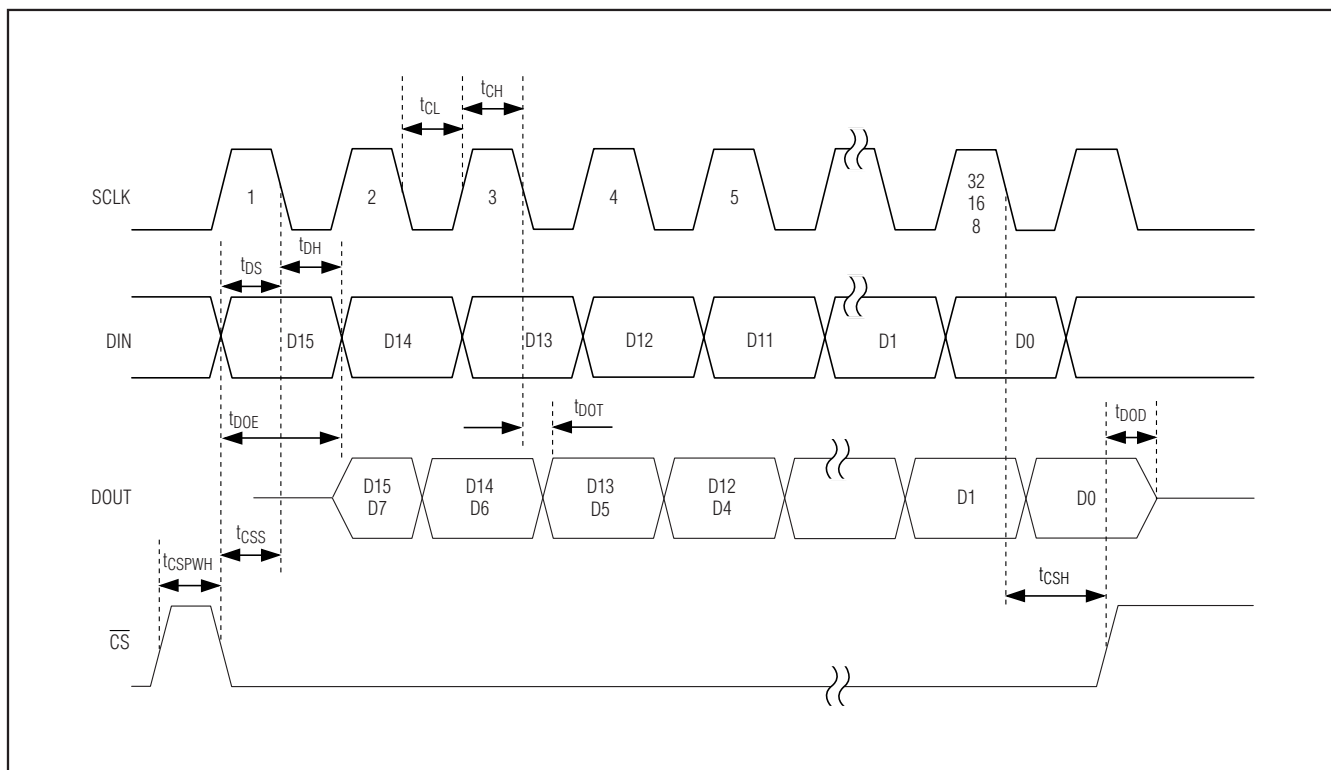 tCL
tCH
SCLK
1
2
3
4
5
32
16
8
tDH
tDS
DIN
D15
D14
D13
D12
D11
D1
D0
tDOE
tDOT
tDOD
DOUT
D15
D7
D14
D6
D13
D5
D12
D4
D1
D0
tCSS
tCSPWH
tCSH
CS